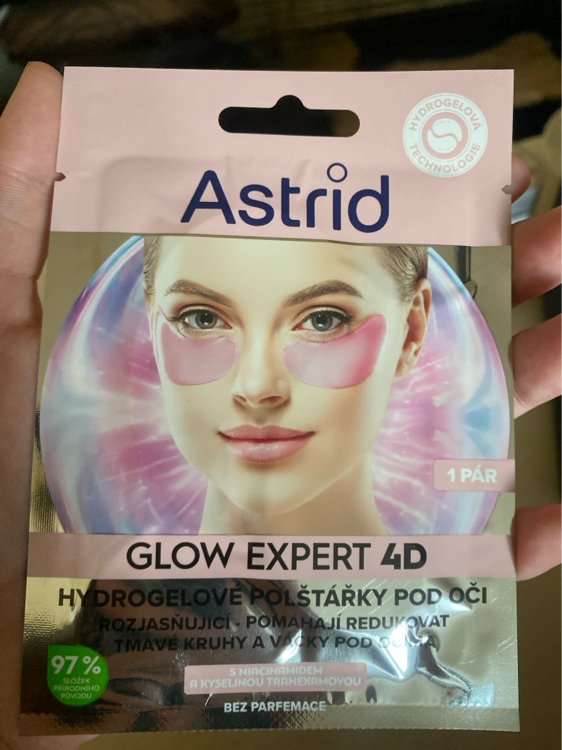 HYDROGELOVÁ
TECHNOLOGIE
Astrid
1 PÁR
GLOW EXPERT 4D
HYDROGELOVÉ POLŠTÁŘKY POD OČI
ROZJASŇUJÍCÍ - POMÁHAJÍ REDUKOVAT
TMAVÉ KRUHY A VÁČKY POD OČIMA
97 %
SLOŽEK
PŘÍRODNÍHO
PŮVODU
S NIACINAMIDEM
A KYSELINOU TRANEXAMOVOU
BEZ PARFEMACE